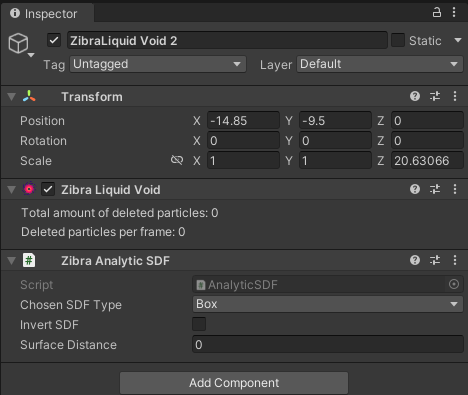 Inspector
ZibraLiquid Void 2 Static
Tag Untagged Layer Default
Transform
Position X -14.85 Y -9.5 Z 0
Rotation X 0 Y 0 Z 0
Scale X 1 Y 1 Z 20.63066
Zibra Liquid Void
Total amount of deleted particles: 0
Deleted particles per frame: 0
# Zibra Analytic SDF
Script # AnalyticSDF
Chosen SDF Type Box
Invert SDF
Surface Distance 0
Add Component